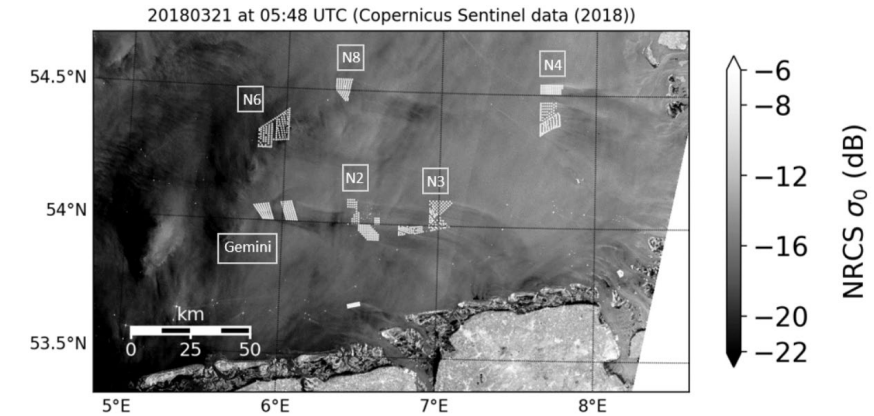 20180321 at 05:48 UTC (Copernicus Sentinel data (2018))
N8
N4
N6
N2
N3
Gemini
km
0 25 50
54.5°N
54°N
53.5°N
5°E 6°E 7°E 8°E
−6
−8
−12
−16
−20
−22
NRCS σ0 (dB)